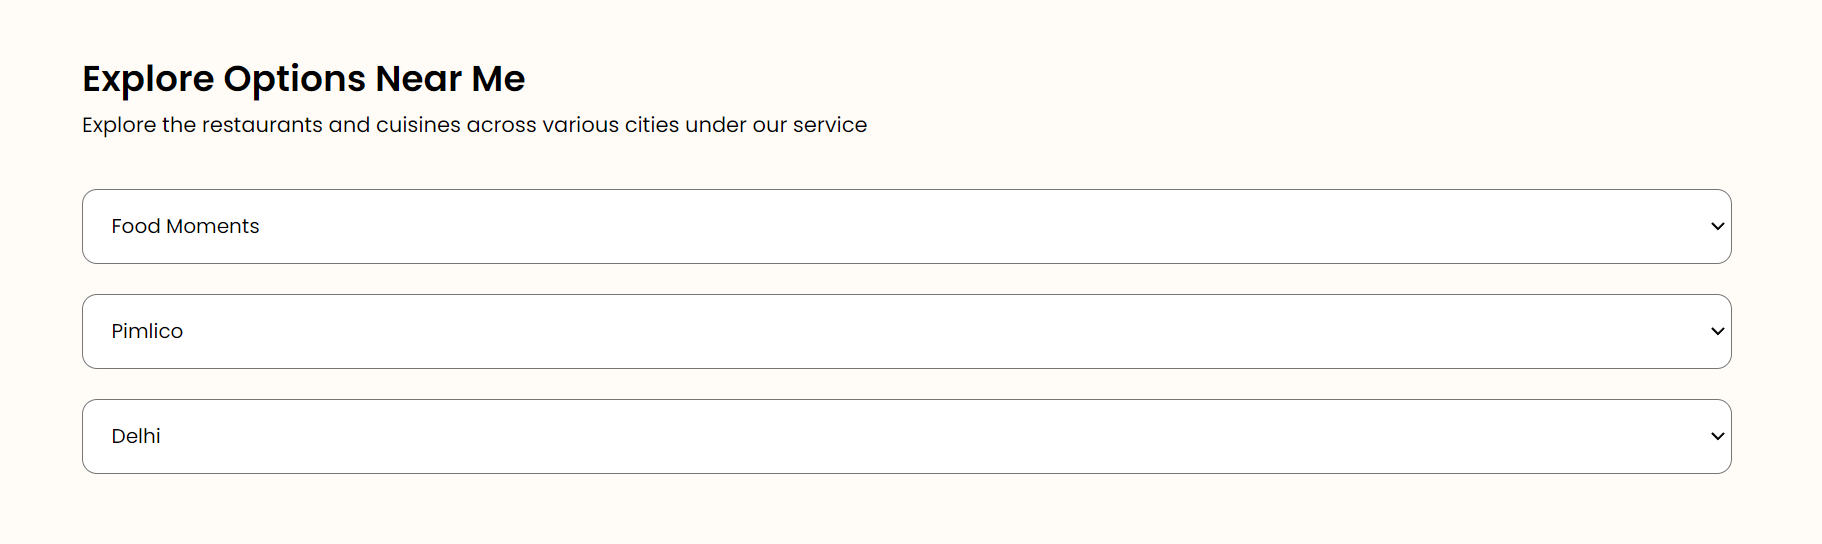 Explore Options Near Me
Explore the restaurants and cuisines across various cities under our service
Food Moments
Pimlico
Delhi